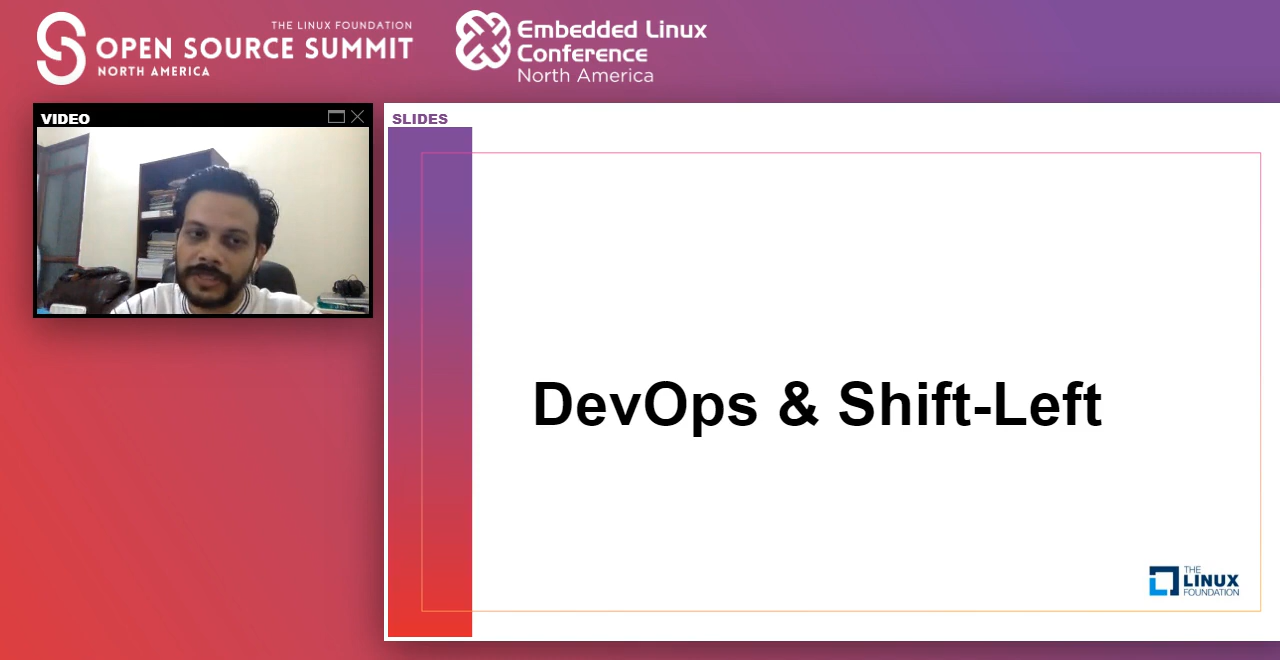 THE LINUX FOUNDATION
OPEN SOURCE SUMMIT
NORTH AMERICA
Embedded Linux
Conference
North America
VIDEO
SLIDES
DevOps & Shift-Left
THE
LINUX
FOUNDATION